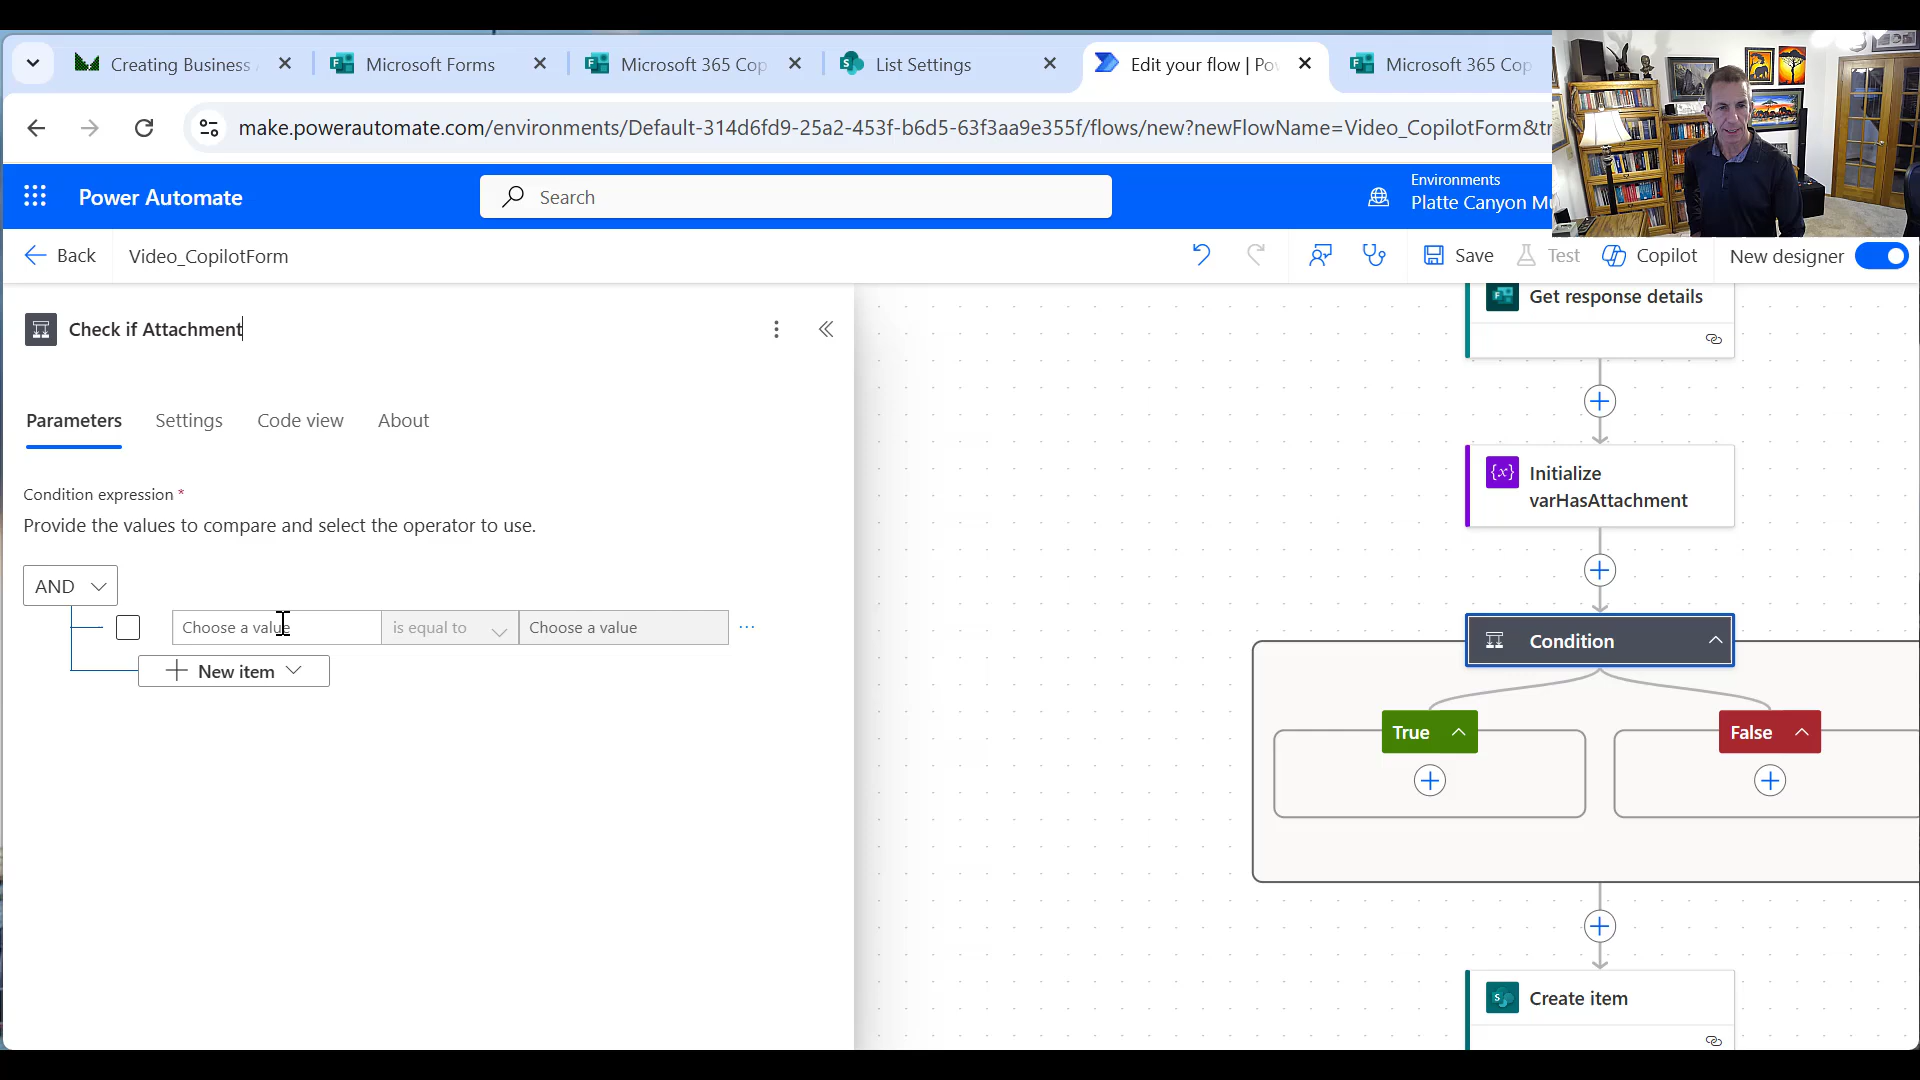 Creating Business
Microsoft Forms
Microsoft 365 Cop
List Settings
Edit your flow | Po
Microsoft 365 Cop
make.powerautomate.com/environments/Default-314d6fd9-25a2-453f-b6d5-63f3aa9e355f/flows/new?newFlowName=Video_CopilotForm&tr
Power Automate
Search
Environments
Platte Canyon Mu
Back
Video_CopilotForm
Save
Test
Copilot
New designer
Check if Attachment
Parameters
Settings
Code view
About
Condition expression *
Provide the values to compare and select the operator to use.
AND
Choose a value
is equal to
Choose a value
New item
Get response details
{x}
Initialize
varHasAttachment
Condition
True
False
Create item